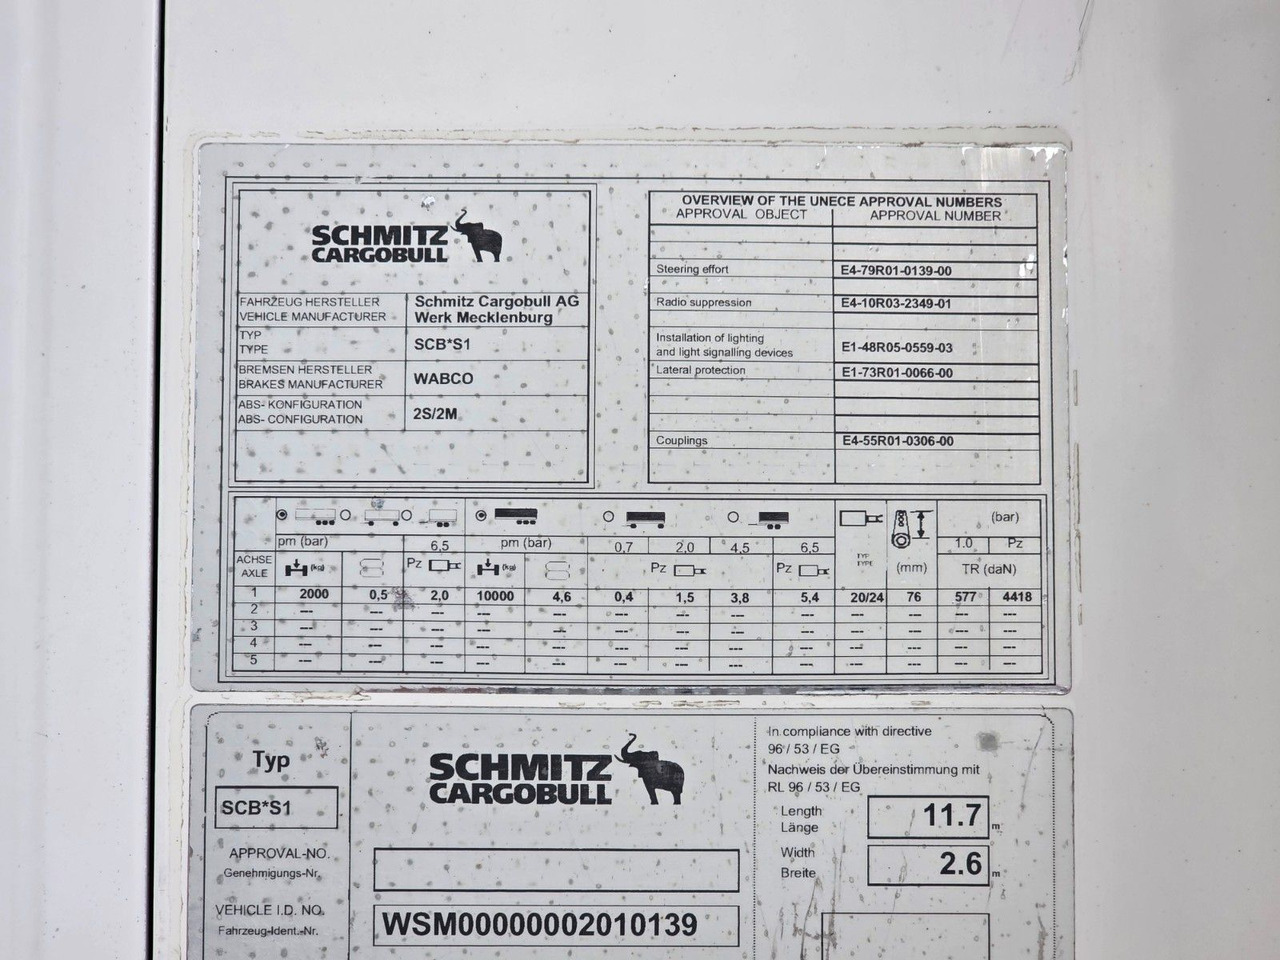 SCHMITZ
CARGOBULL
FAHRZEUG HERSTELLER
VEHICLE MANUFACTURER
Schmitz Cargobull AG
Werk Mecklenburg
TYP
TYPE
SCB*S1
BREMSEN HERSTELLER
BRAKES MANUFACTURER
WABCO
ABS- KONFIGURATION
ABS- CONFIGURATION
2S/2M
OVERVIEW OF THE UNECE APPROVAL NUMBERS
APPROVAL OBJECT APPROVAL NUMBER
Steering effort E4-79R01-0139-00
Radio suppression E4-10R03-2349-01
Installation of lighting
and light signalling devices E1-48R05-0559-03
Lateral protection E1-73R01-0066-00
Couplings E4-55R01-0306-00
(bar)
pm (bar) 6,5 pm (bar) 0,7 2,0 4,5 6,5 1.0 Pz
ACHSE
AXLE
(kg) Pz (kg) Pz Pz TYP
TYPE (mm) TR (daN)
1 2000 0,5 2,0 10000 4,6 0,4 1,5 3,8 5,4 20/24 76 577 4418
2 --- --- --- --- --- --- --- --- --- --- --- --- ---
3 --- --- --- --- --- --- --- --- --- --- --- --- ---
4 --- --- --- --- --- --- --- --- --- --- --- --- ---
5 --- --- --- --- --- --- --- --- --- --- --- --- ---
Typ
SCB*S1
APPROVAL-NO.
Genehmigungs-Nr.
VEHICLE I.D. NO.
Fahrzeug-Ident.-Nr.
SCHMITZ
CARGOBULL
WSM00000002010139
In compliance with directive
96 / 53 / EG
Nachweis der Übereinstimmung mit
RL 96 / 53 / EG
Length
Länge
11.7 m
Width
Breite
2.6 m